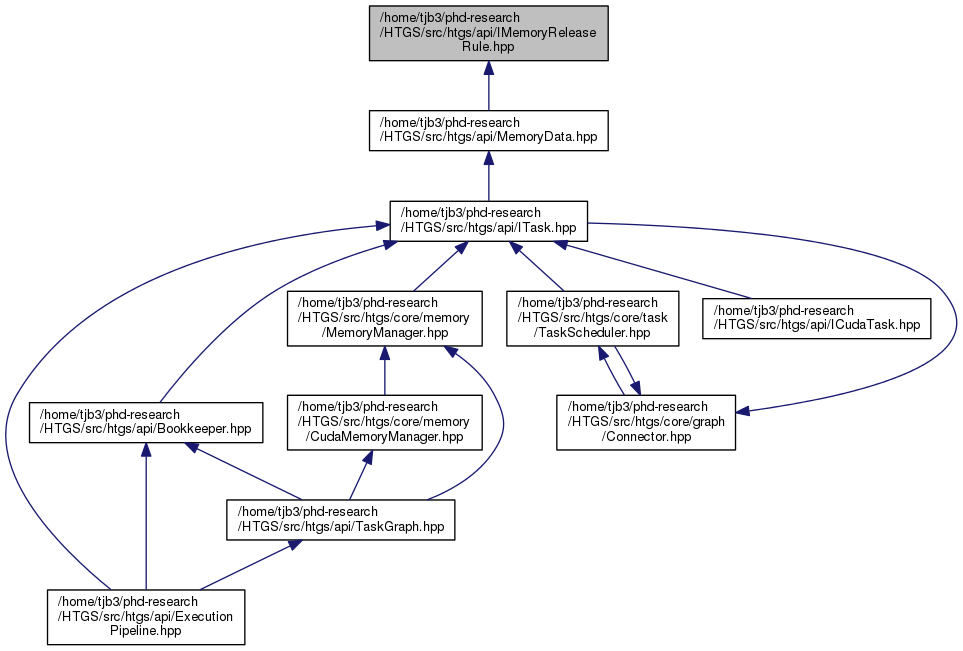 /home/tjb3/phd-research
/HTGS/src/htgs/api/IMemoryRelease
Rule.hpp
/home/tjb3/phd-research
/HTGS/src/htgs/api/MemoryData.hpp
/home/tjb3/phd-research
/HTGS/src/htgs/api/ITask.hpp
/home/tjb3/phd-research
/HTGS/src/htgs/core/memory
/MemoryManager.hpp
/home/tjb3/phd-research
/HTGS/src/htgs/core/task
/TaskScheduler.hpp
/home/tjb3/phd-research
/HTGS/src/htgs/api/ICudaTask.hpp
/home/tjb3/phd-research
/HTGS/src/htgs/api/Bookkeeper.hpp
/home/tjb3/phd-research
/HTGS/src/htgs/core/memory
/CudaMemoryManager.hpp
/home/tjb3/phd-research
/HTGS/src/htgs/core/graph
/Connector.hpp
/home/tjb3/phd-research
/HTGS/src/htgs/api/TaskGraph.hpp
/home/tjb3/phd-research
/HTGS/src/htgs/api/Execution
Pipeline.hpp